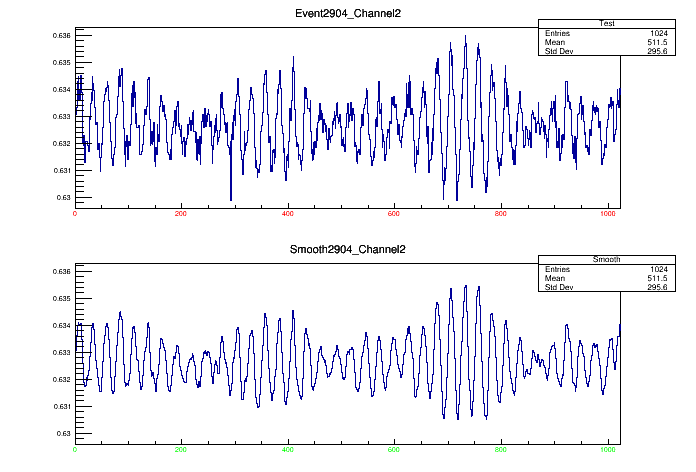 Event2904_Channel2
Test
Entries 1024
Mean 511.5
Std Dev 295.6
0.636
0.635
0.634
0.633
0.632
0.631
0.63
0 200 400 600 800 1000
Smooth2904_Channel2
Smooth
Entries 1024
Mean 511.5
Std Dev 295.6
0.636
0.635
0.634
0.633
0.632
0.631
0.63
0 200 400 600 800 1000